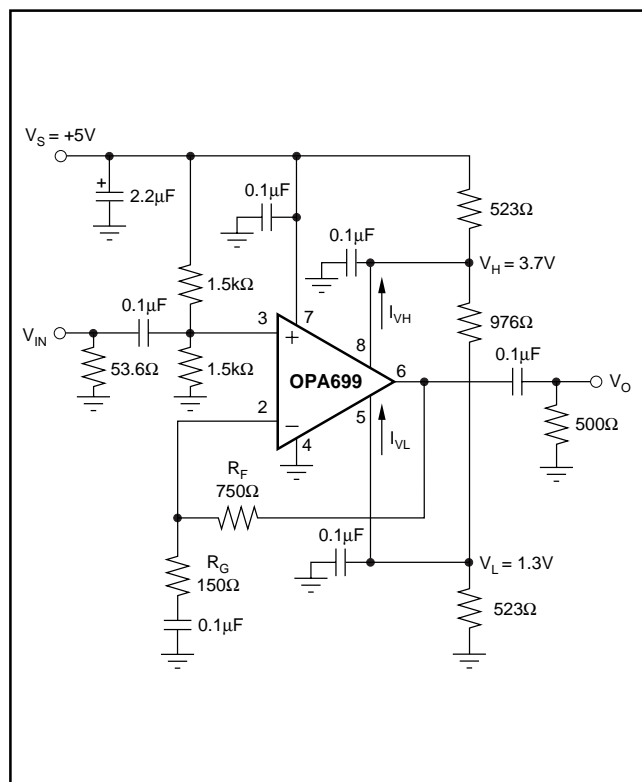 V_S = +5V
2.2µF
0.1µF
523Ω
0.1µF
V_H = 3.7V
1.5kΩ
I_VH
976Ω
0.1µF
V_IN
3
7
8
+
OPA699
6
0.1µF
V_O
53.6Ω
1.5kΩ
2
−
4
5
I_VL
500Ω
R_F
750Ω
0.1µF
V_L = 1.3V
R_G
150Ω
523Ω
0.1µF
+